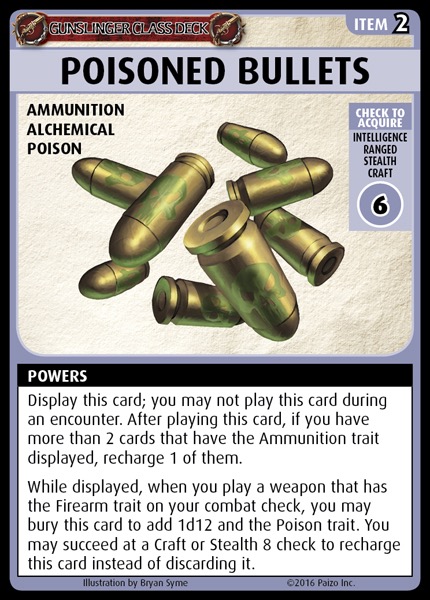 GUNSLINGER CLASS DECK
ITEM 2
POISONED BULLETS
AMMUNITION
ALCHEMICAL
POISON
CHECK TO
ACQUIRE
INTELLIGENCE
RANGED
STEALTH
CRAFT
6
POWERS
Display this card; you may not play this card during
an encounter. After playing this card, if you have
more than 2 cards that have the Ammunition trait
displayed, recharge 1 of them.
While displayed, when you play a weapon that has
the Firearm trait on your combat check, you may
bury this card to add 1d12 and the Poison trait. You
may succeed at a Craft or Stealth 8 check to recharge
this card instead of discarding it.
Illustration by Bryan Syme ©2016 Paizo Inc.